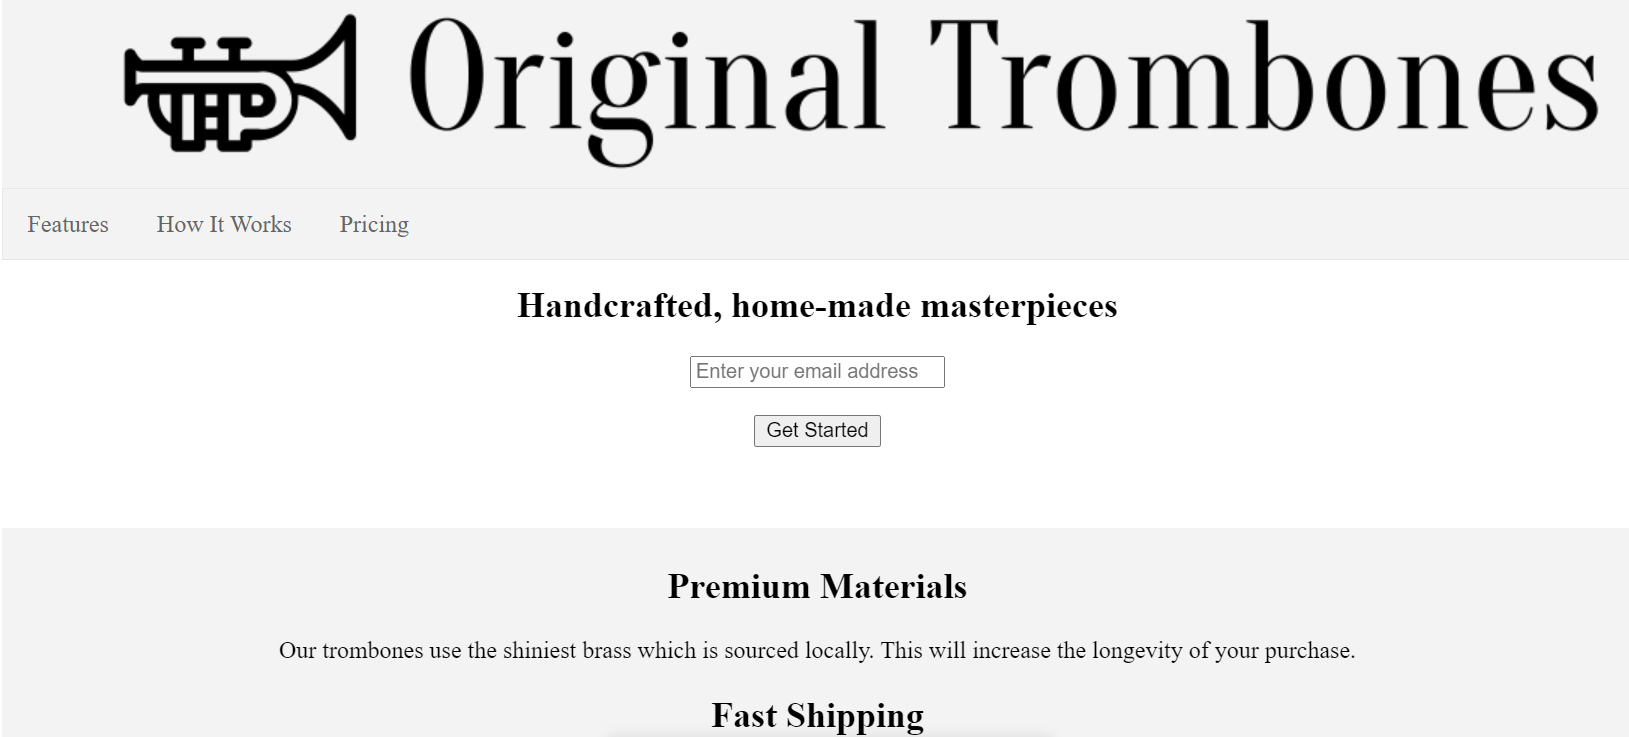 Original Trombones
Features How It Works Pricing
Handcrafted, home-made masterpieces
Enter your email address
Get Started
Premium Materials
Our trombones use the shiniest brass which is sourced locally. This will increase the longevity of your purchase.
Fast Shipping